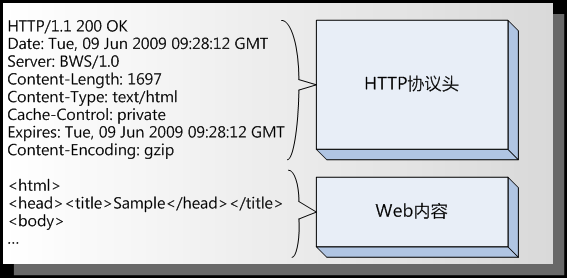 HTTP/1.1 200 OK
Date: Tue, 09 Jun 2009 09:28:12 GMT
Server: BWS/1.0
Content-Length: 1697
Content-Type: text/html
Cache-Control: private
Expires: Tue, 09 Jun 2009 09:28:12 GMT
Content-Encoding: gzip
HTTP协议头
<html>
<head><title>Sample</head></title>
<body>
...
Web内容